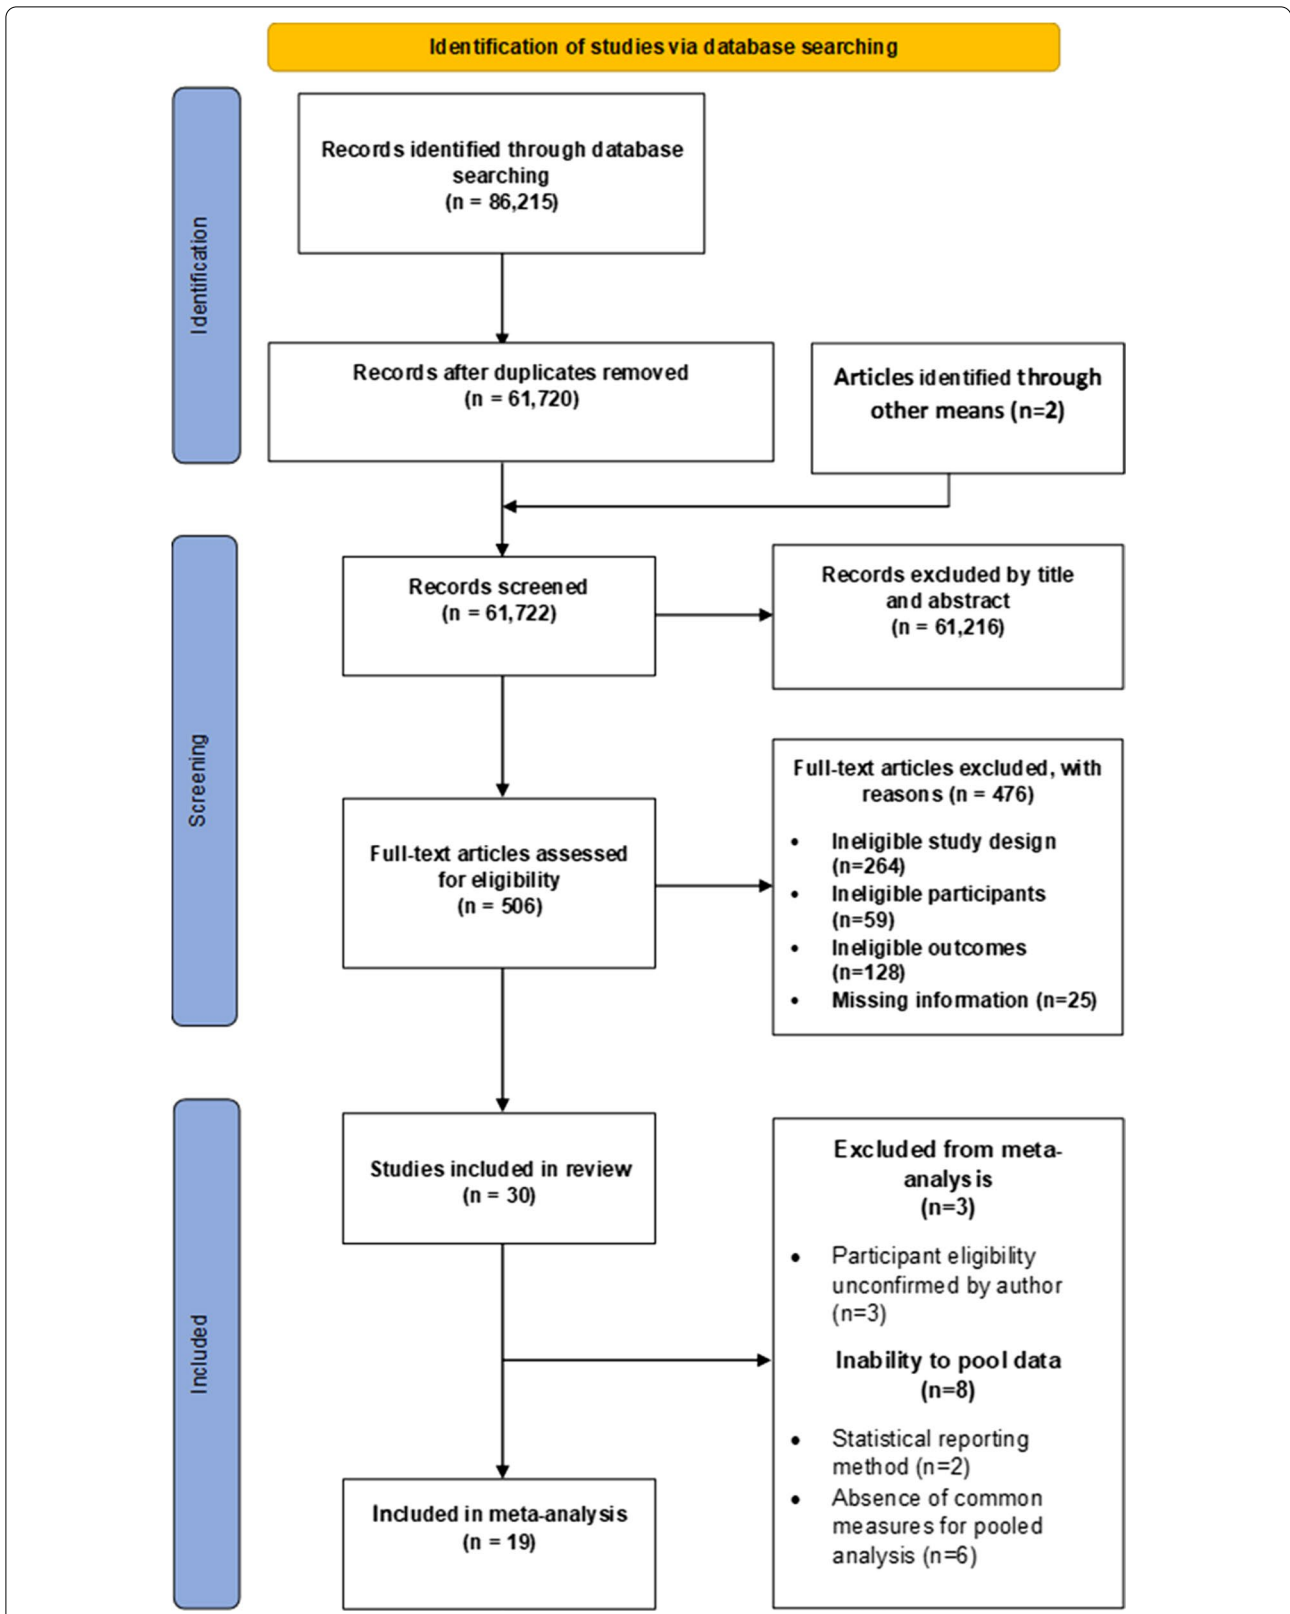 Identification of studies via database searching
Identification
Records identified through database
searching
(n = 86,215)
Records after duplicates removed
(n = 61,720)
Articles identified through
other means (n=2)
Screening
Records screened
(n = 61,722)
Records excluded by title
and abstract
(n = 61,216)
Full-text articles assessed
for eligibility
(n = 506)
Full-text articles excluded, with
reasons (n = 476)
• Ineligible study design
(n=264)
• Ineligible participants
(n=59)
• Ineligible outcomes
(n=128)
• Missing information (n=25)
Included
Studies included in review
(n = 30)
Excluded from meta-
analysis
(n=3)
• Participant eligibility
unconfirmed by author
(n=3)
Inability to pool data
(n=8)
• Statistical reporting
method (n=2)
• Absence of common
measures for pooled
analysis (n=6)
Included in meta-analysis
(n = 19)